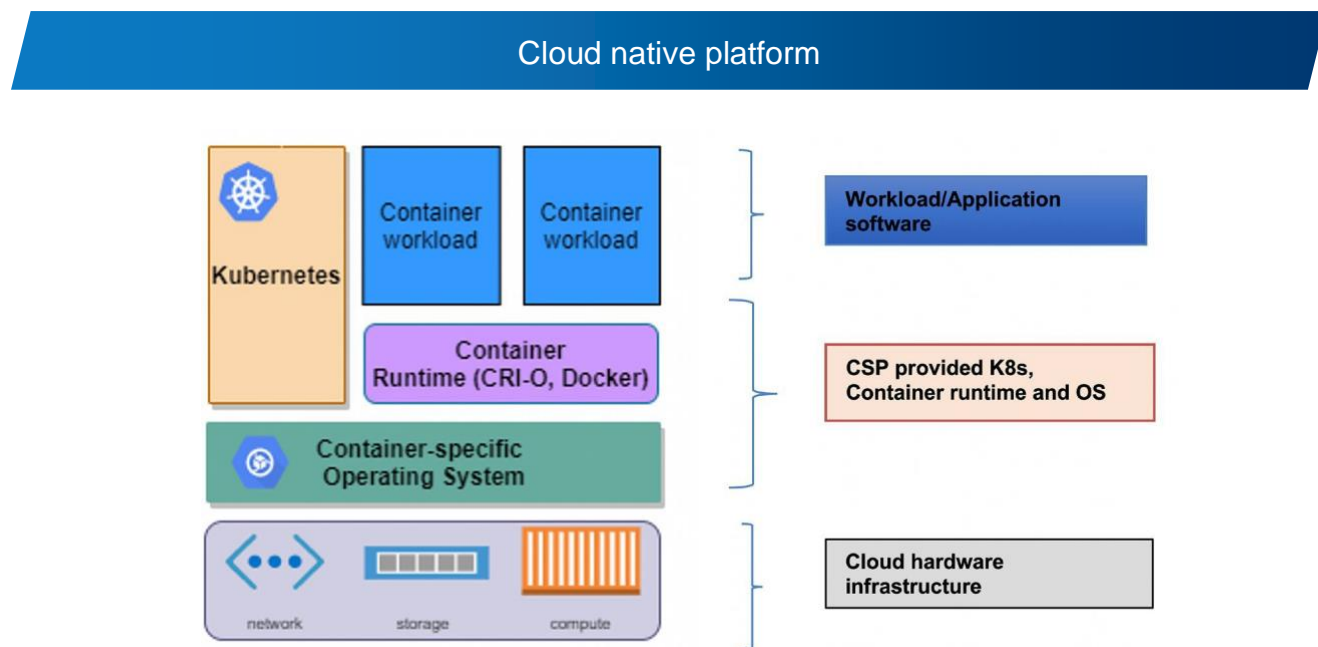 Cloud native platform
Kubernetes
Container
workload
Container
workload
Workload/Application
software
Container
Runtime (CRI-O, Docker)
CSP provided K8s,
Container runtime and OS
Container-specific
Operating System
network
storage
compute
Cloud hardware
infrastructure